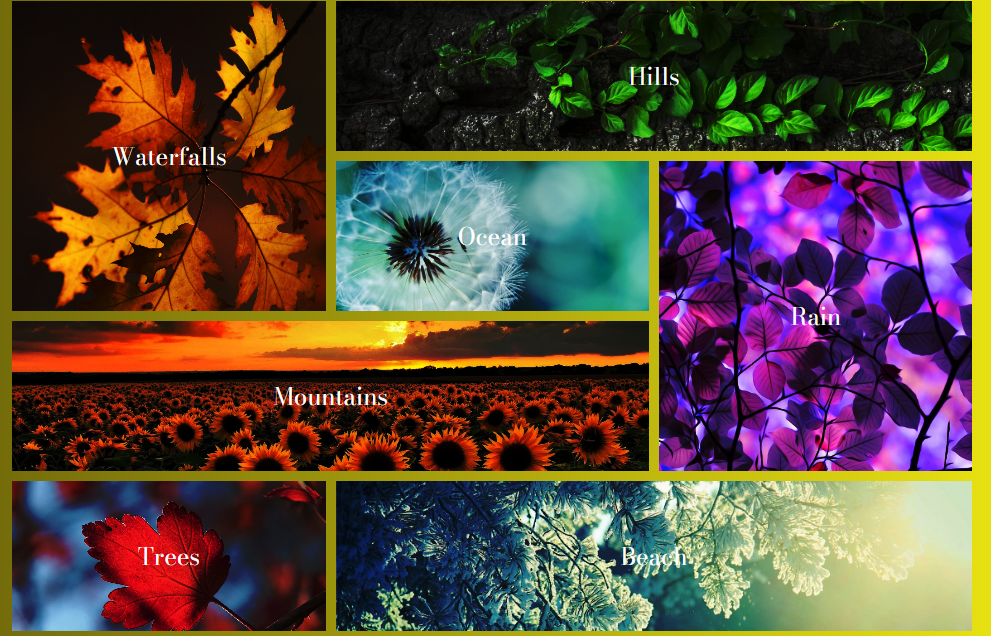 Hills
Waterfalls
Ocean
Rain
Mountains
Trees
Beach